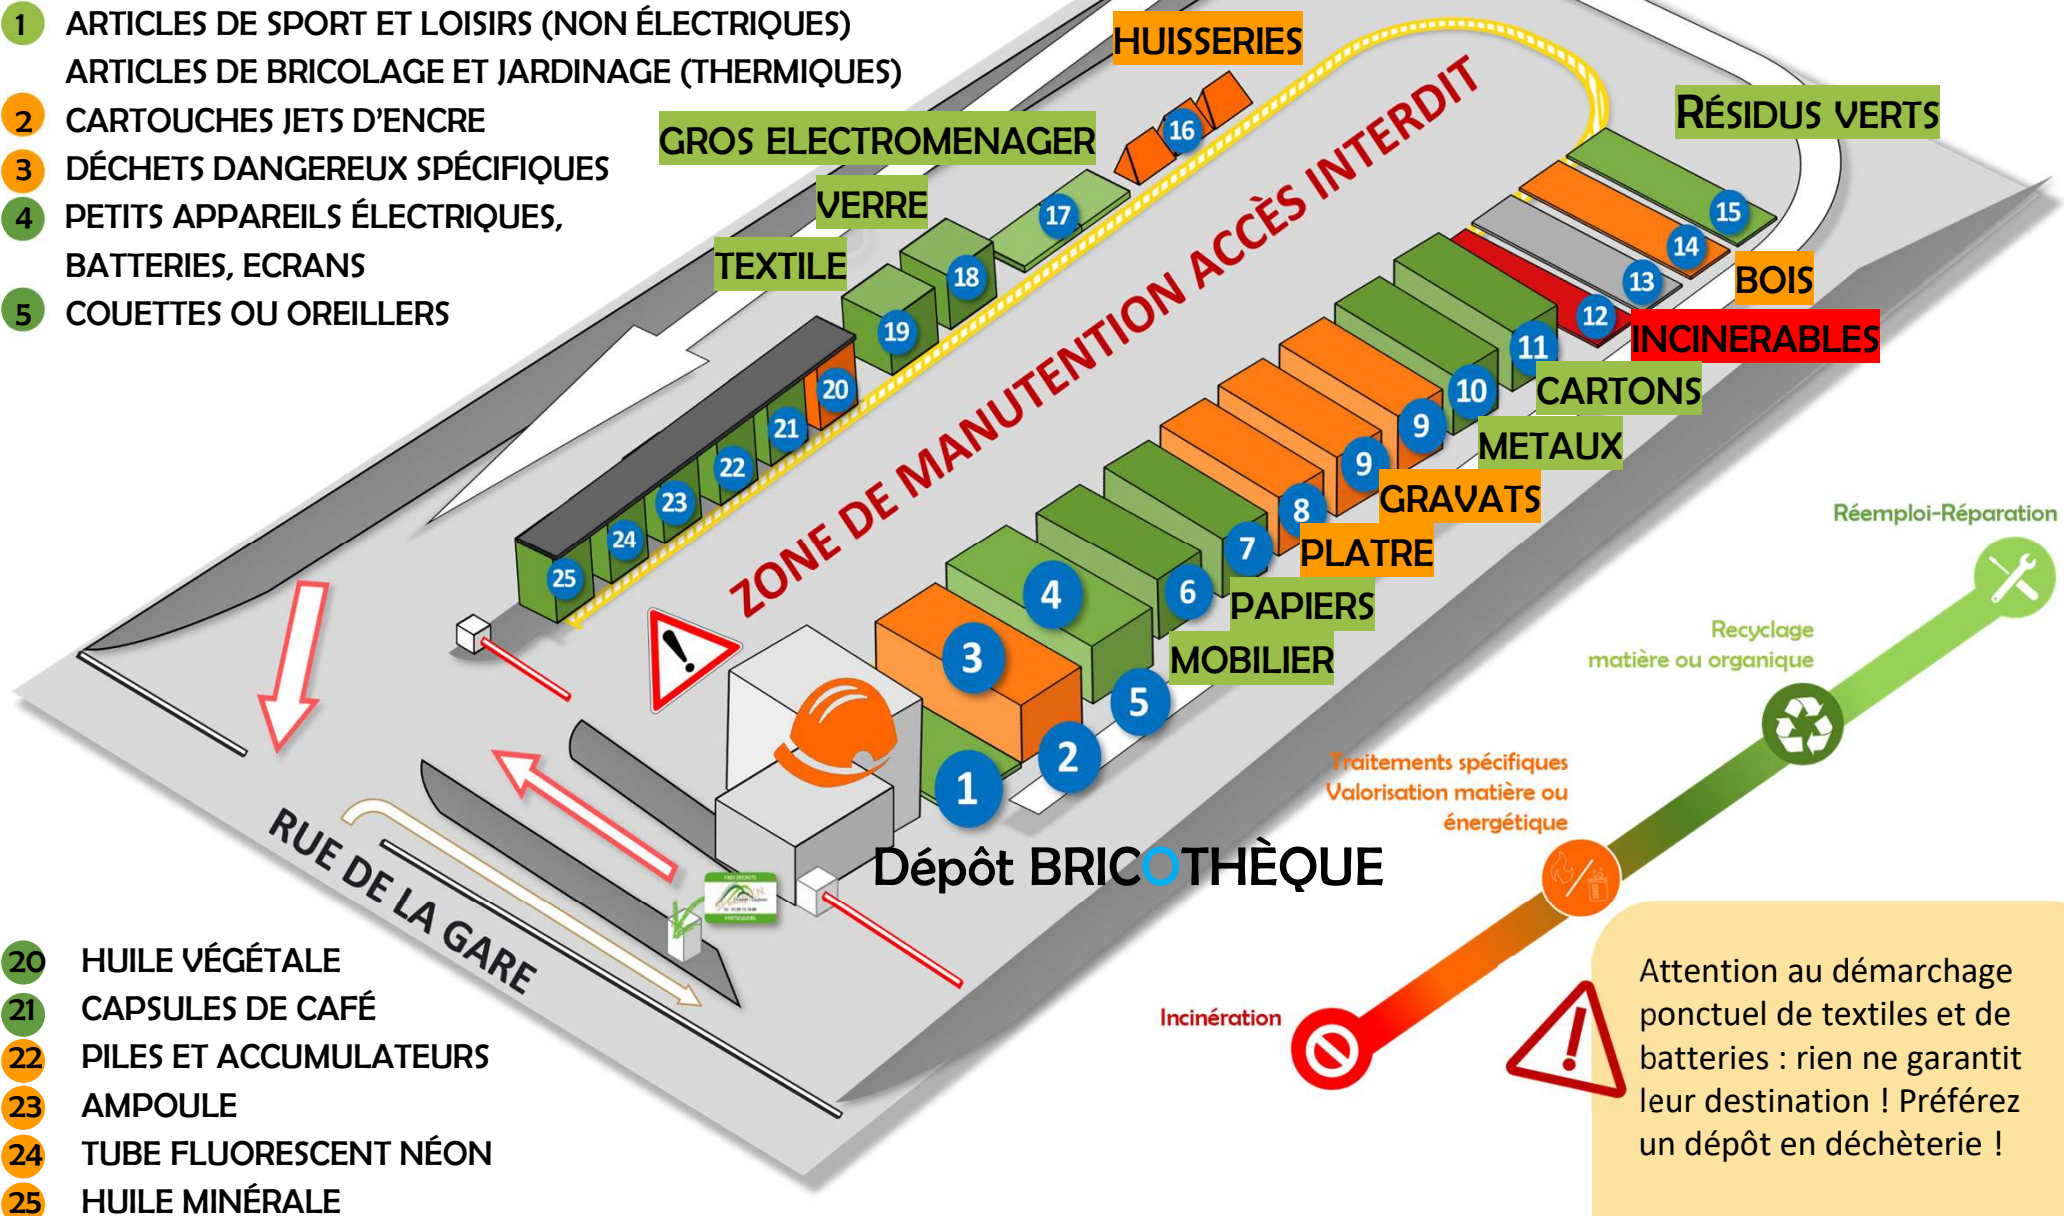 1 ARTICLES DE SPORT ET LOISIRS (NON ÉLECTRIQUES)
ARTICLES DE BRICOLAGE ET JARDINAGE (THERMIQUES)
2 CARTOUCHES JETS D'ENCRE
3 DÉCHETS DANGEREUX SPÉCIFIQUES
4 PETITS APPAREILS ÉLECTRIQUES,
BATTERIES, ECRANS
5 COUETTES OU OREILLERS
HUISSERIES
GROS ELECTROMENAGER
VERRE
TEXTILE
RÉSIDUS VERTS
BOIS
INCINERABLES
CARTONS
METAUX
GRAVATS
PLATRE
PAPIERS
MOBILIER
16
17
18
19
20
21
22
23
24
25
15
14
13
12
11
10
9
9
8
7
6
4
3
5
2
1
ZONE DE MANUTENTION ACCÈS INTERDIT
Dépôt BRICOTHÈQUE
RUE DE LA GARE
PARTICULIERS
Réemploi-Réparation
Recyclage
matière ou organique
Traitements spécifiques
Valorisation matière ou
énergétique
Incinération
20 HUILE VÉGÉTALE
21 CAPSULES DE CAFÉ
22 PILES ET ACCUMULATEURS
23 AMPOULE
24 TUBE FLUORESCENT NÉON
25 HUILE MINÉRALE
Attention au démarchage
ponctuel de textiles et de
batteries : rien ne garantit
leur destination ! Préférez
un dépôt en déchèterie !